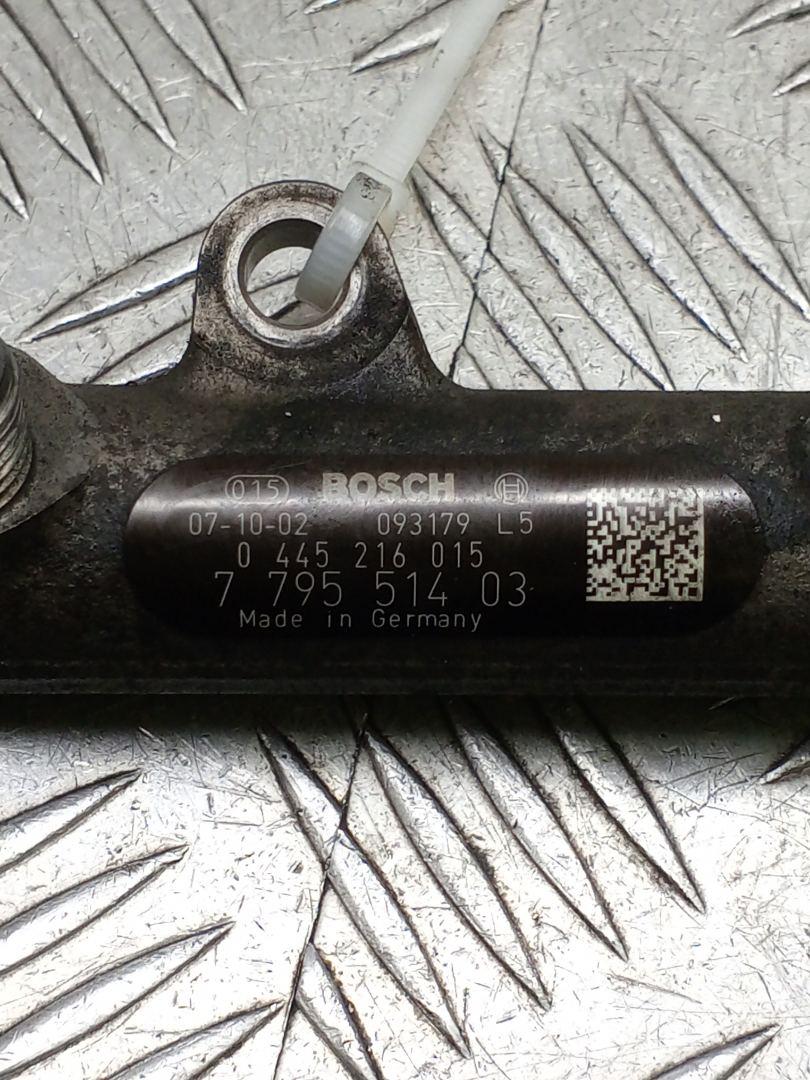 015 BOSCH
07-10-02 093179 L5
0 445 216 015
7 795 514 03
Made in Germany